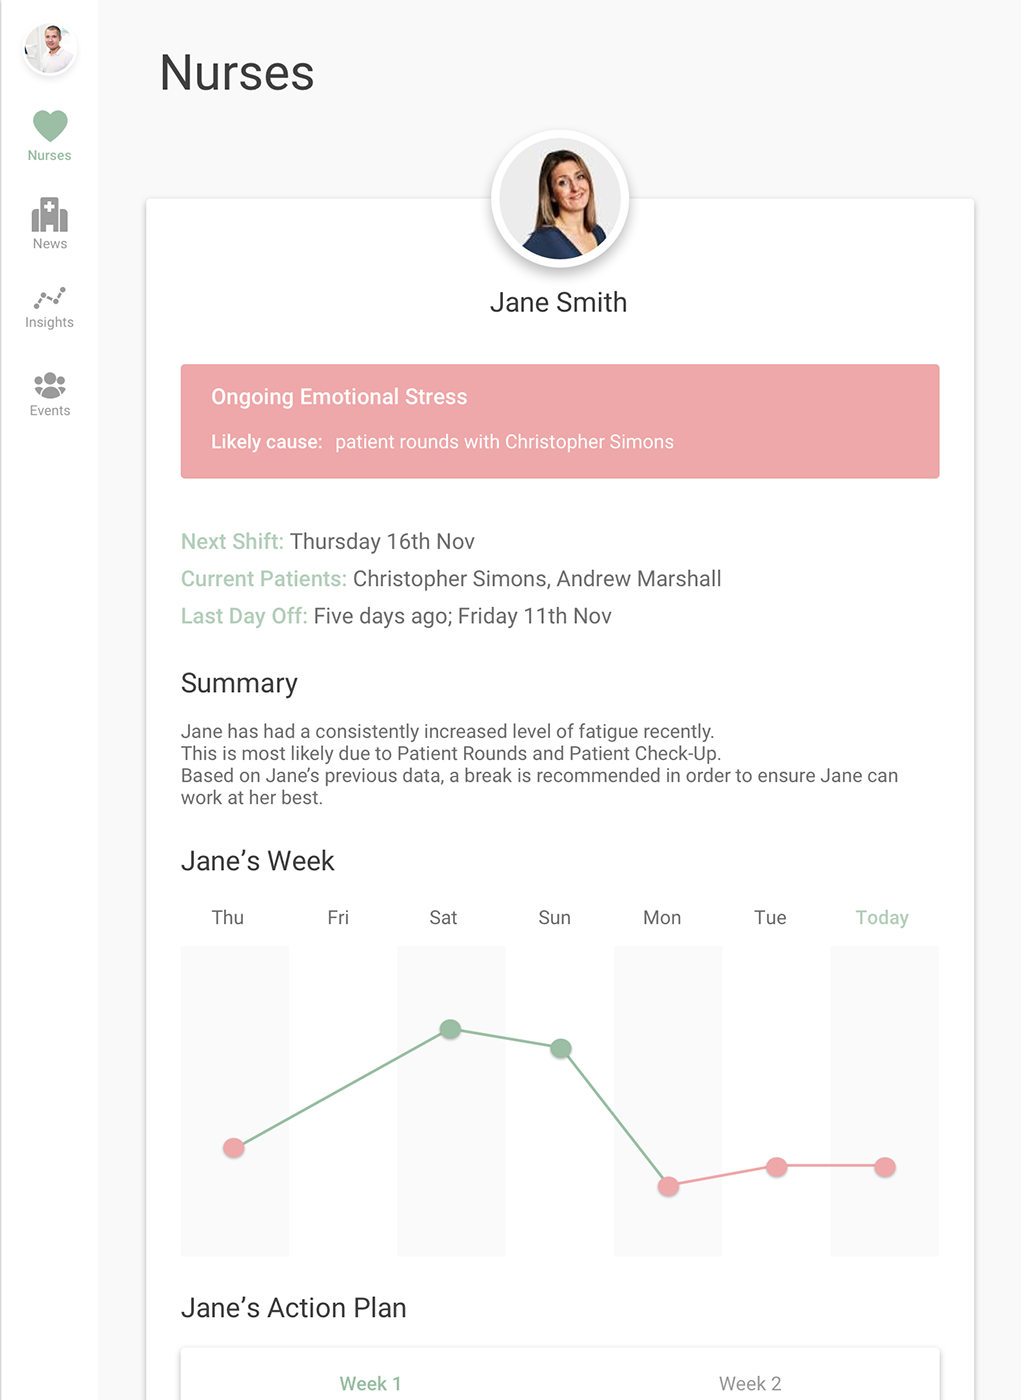 Nurses
Nurses
News
Insights
Events
Jane Smith
Ongoing Emotional Stress
Likely cause: patient rounds with Christopher Simons
Next Shift: Thursday 16th Nov
Current Patients: Christopher Simons, Andrew Marshall
Last Day Off: Five days ago; Friday 11th Nov
Summary
Jane has had a consistently increased level of fatigue recently.
This is most likely due to Patient Rounds and Patient Check-Up.
Based on Jane’s previous data, a break is recommended in order to ensure Jane can
work at her best.
Jane’s Week
Thu Fri Sat Sun Mon Tue Today
Jane’s Action Plan
Week 1 Week 2